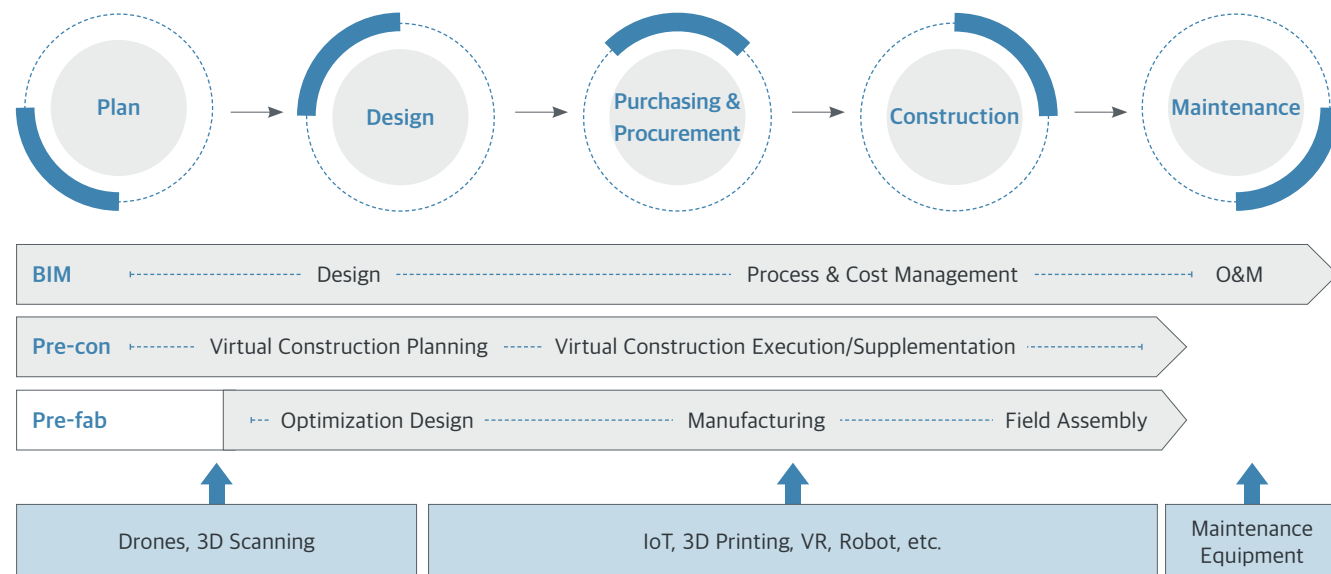 Plan
Design
Purchasing &
Procurement
Construction
Maintenance
BIM
Design
Process & Cost Management
O&M
Pre-con
Virtual Construction Planning
Virtual Construction Execution/Supplementation
Pre-fab
Optimization Design
Manufacturing
Field Assembly
Drones, 3D Scanning
IoT, 3D Printing, VR, Robot, etc.
Maintenance
Equipment